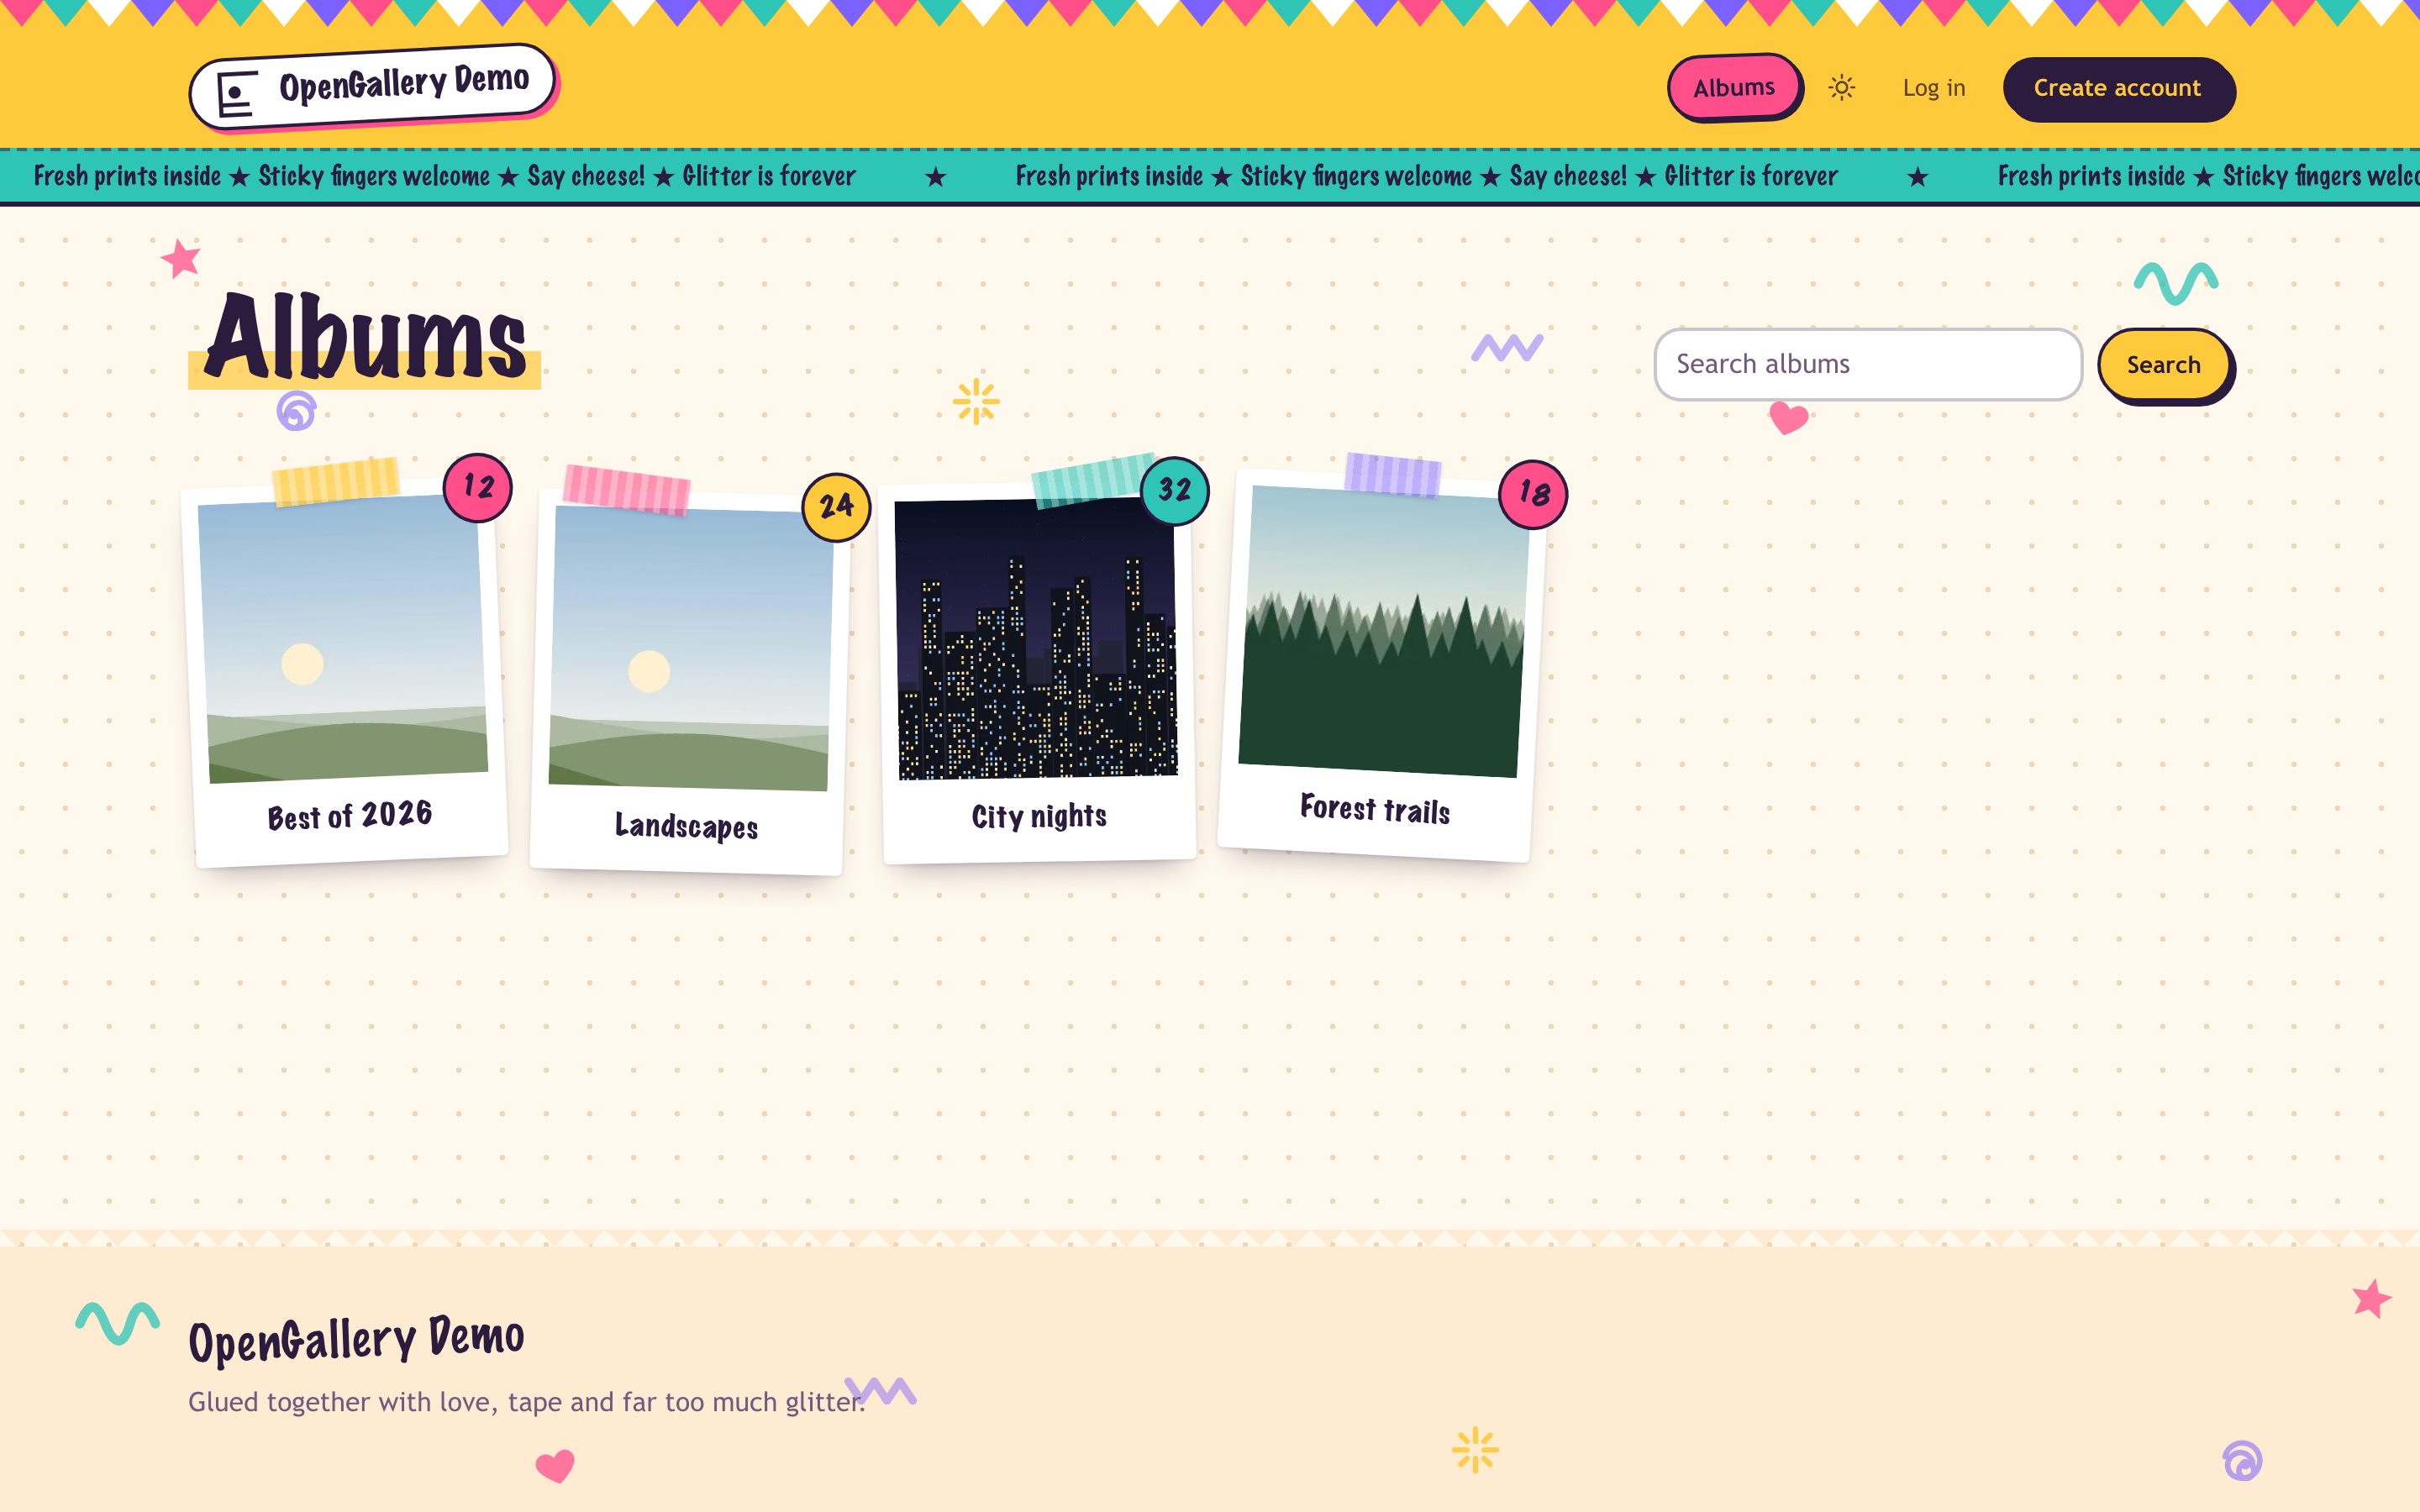 OpenGallery Demo
Albums
Log in
Create account
Fresh prints inside ★ Sticky fingers welcome ★ Say cheese! ★ Glitter is forever ★ Fresh prints inside ★ Sticky fingers welcome ★ Say cheese! ★ Glitter is forever ★ Fresh prints inside ★ Sticky fingers welco
Albums
Search albums
Search
12
24
32
18
Best of 2026
Landscapes
City nights
Forest trails
OpenGallery Demo
Glued together with love, tape and far too much glitter.